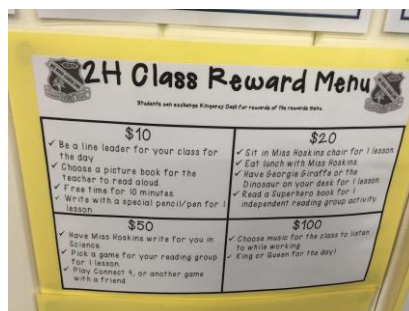 2H Class Reward Menu
Students can exchange Kingaroy Cash for rewards of the rewards menu.
$10
✓ Be a line leader for your class for
the day
✓ Choose a picture book for the
teacher to read aloud
✓ Free time for 10 minutes
✓ Write with a special pencil/pen for 1
lesson
$20
✓ Sit in Miss Hoskins chair for 1 lesson
✓ Eat lunch with Miss Hoskins
✓ Have Georgie Giraffe or the
Dinosaur on your desk for 1 lesson
✓ Read a Superhero book for 1
independent reading group activity
$50
✓ Have Miss Hoskins write for you in
Science
✓ Pick a game for your reading group
for 1 lesson
✓ Play Connect 4, or another game
with a friend
$100
✓ Choose music for the class to listen
to while working
✓ King or Queen for the day!